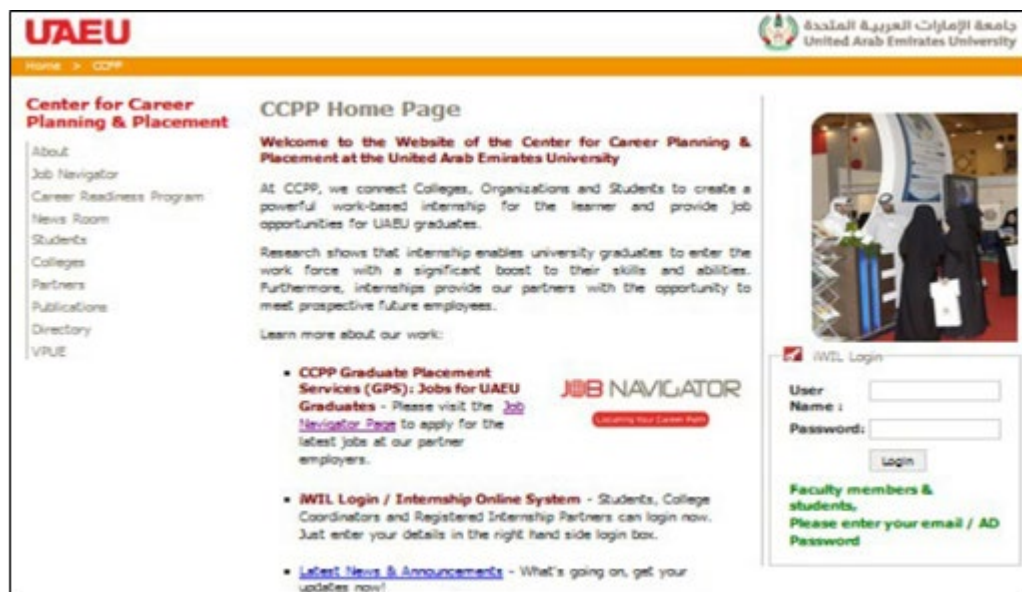 UAEU
جامعة الإمارات العربية المتحدة
United Arab Emirates University
Home > CCPP
Center for Career
Planning & Placement
About
Job Navigator
Career Readiness Program
News Room
Students
Colleges
Partners
Publications
Directory
VPUE
CCPP Home Page
Welcome to the Website of the Center for Career Planning &
Placement at the United Arab Emirates University
At CCPP, we connect Colleges, Organizations and Students to create a
powerful work-based internship for the learner and provide job
opportunities for UAEU graduates.
Research shows that internship enables university graduates to enter the
work force with a significant boost to their skills and abilities.
Furthermore, internships provide our partners with the opportunity to
meet prospective future employees.
Learn more about our work:
• CCPP Graduate Placement
Services (GPS): Jobs for UAEU
Graduates - Please visit the Job
Navigator Page to apply for the
latest jobs at our partner
employers.
JOB NAVIGATOR
Locating Your Career Path
• iWIL Login / Internship Online System - Students, College
Coordinators and Registered Internship Partners can login now.
Just enter your details in the right hand side login box.
• Latest News & Announcements - What's going on, get your
updates now!
iWIL Login
User
Name :
Password:
Login
Faculty members &
students,
Please enter your email / AD
Password